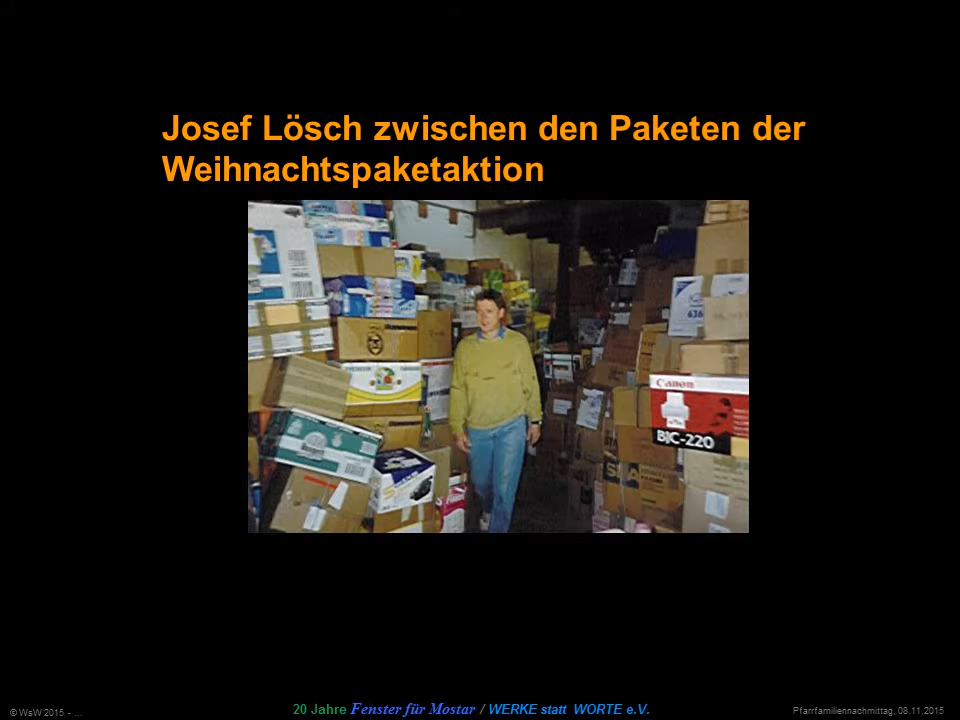 Josef Lösch zwischen den Paketen der
Weihnachtspaketaktion
636
Canon
BJC-220
© WsW 2015 - ...
20 Jahre Fenster für Mostar / WERKE statt WORTE e.V.
Pfarrfamiliennachmittag, 08.11.2015